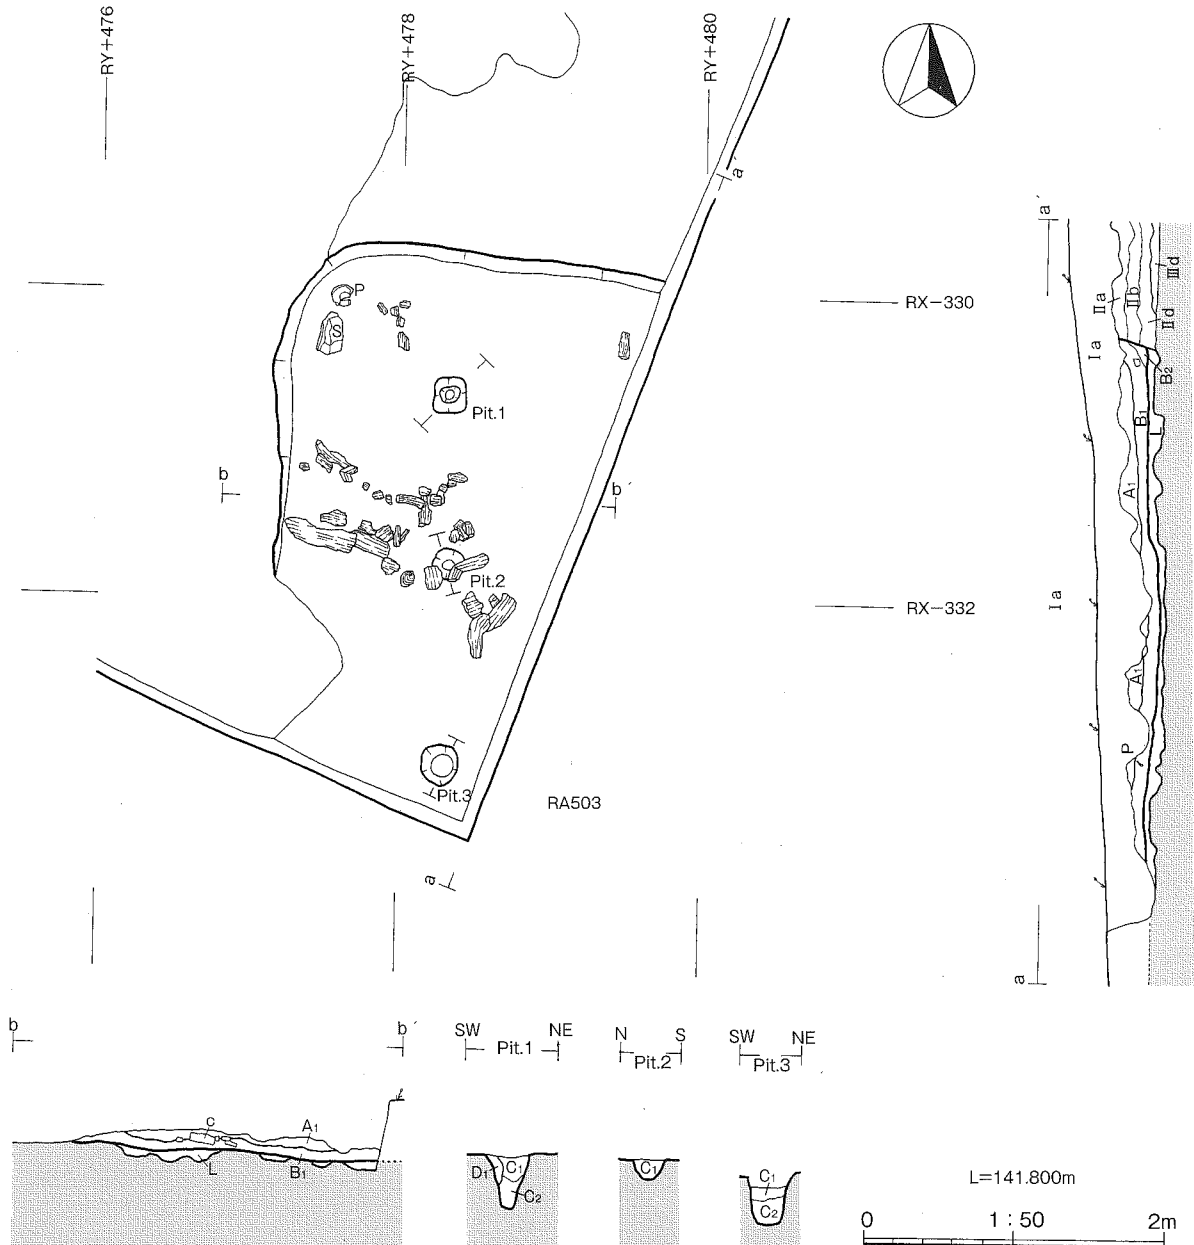 RY+476
RY+478
RY+480
a´
P
S
RX-330
Pit.1
b
b´
Pit.2
RX-332
Pit.3
RA503
a
a´
Ia
IIa
IIb
IId
IIId
B2
B1
L
A1
Ia
A1
P
a
b
b´
c
A1
L
B1
SW Pit.1 NE
D1
C1
C2
N Pit.2 S
C1
SW Pit.3 NE
C1
C2
L=141.800m
0 1:50 2m